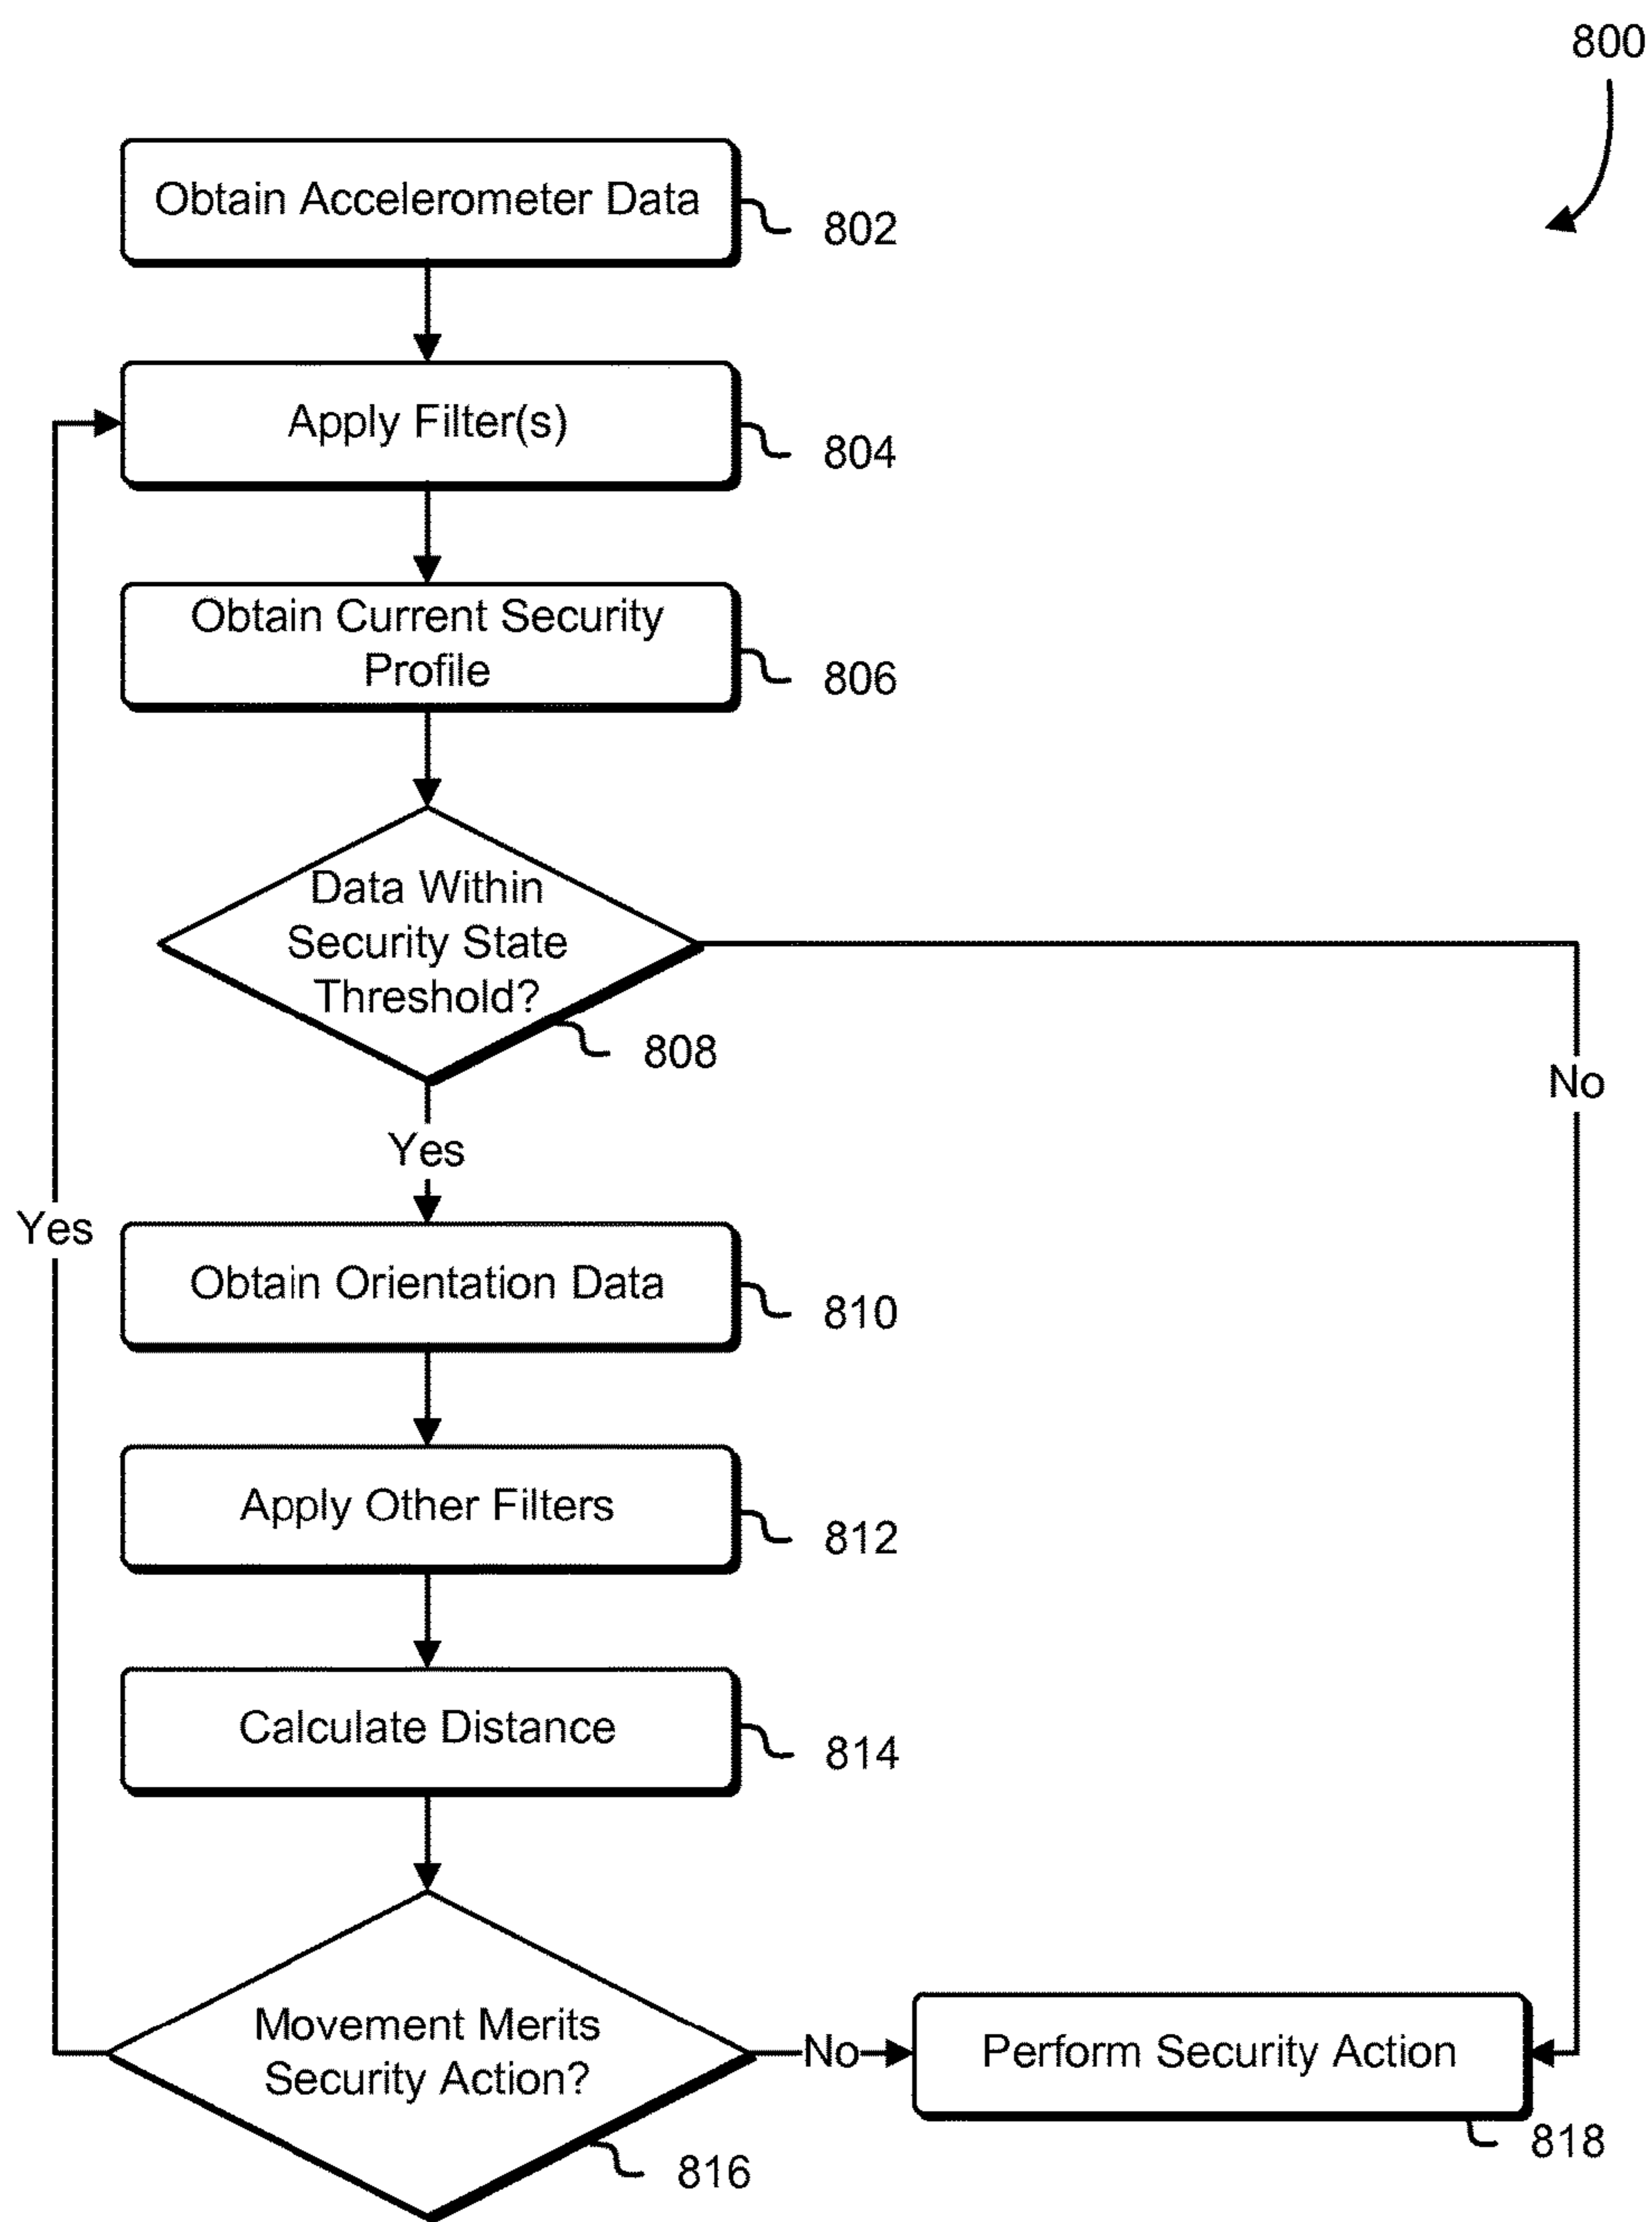 800
Obtain Accelerometer Data
802
Apply Filter(s)
804
Obtain Current Security
Profile
806
Data Within
Security State
Threshold?
808
No
Yes
Yes
Obtain Orientation Data
810
Apply Other Filters
812
Calculate Distance
814
Movement Merits
Security Action?
816
No
Perform Security Action
818